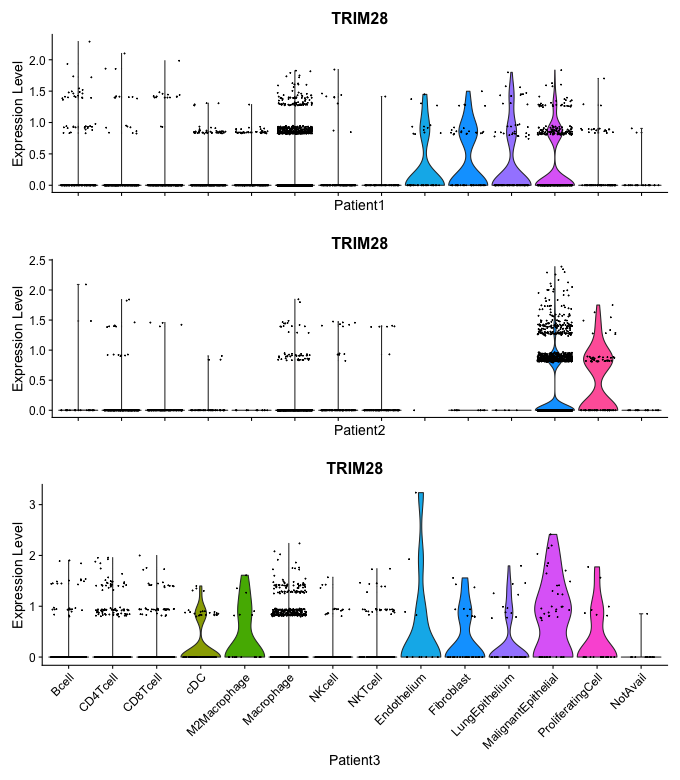 TRIM28
Expression Level
2.0
1.5
1.0
0.5
0.0
Patient1
TRIM28
Expression Level
2.5
2.0
1.5
1.0
0.5
0.0
Patient2
TRIM28
Expression Level
3
2
1
0
Bcell
CD4Tcell
CD8Tcell
cDC
M2Macrophage
Macrophage
NKcell
NKTcell
Endothelium
Fibroblast
LungEpithelium
MalignantEpithelial
ProliferatingCell
NotAvail
Patient3